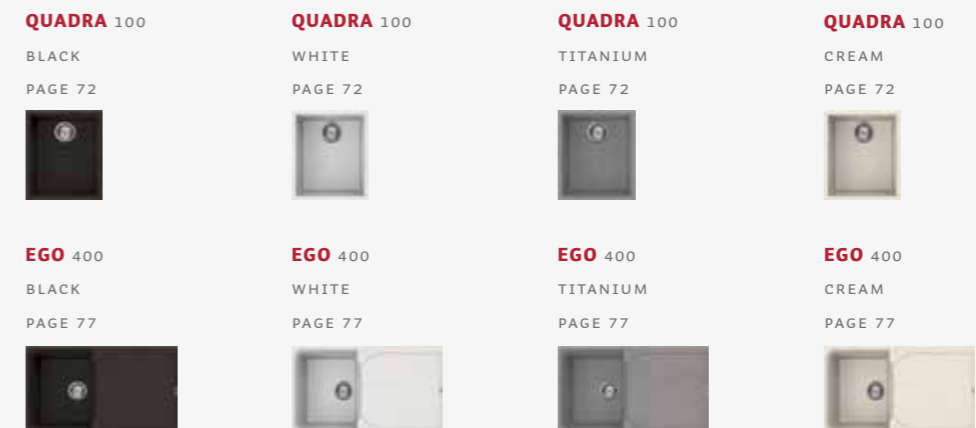 QUADRA 100
BLACK
PAGE 72
QUADRA 100
WHITE
PAGE 72
QUADRA 100
TITANIUM
PAGE 72
QUADRA 100
CREAM
PAGE 72
EGO 400
BLACK
PAGE 77
EGO 400
WHITE
PAGE 77
EGO 400
TITANIUM
PAGE 77
EGO 400
CREAM
PAGE 77